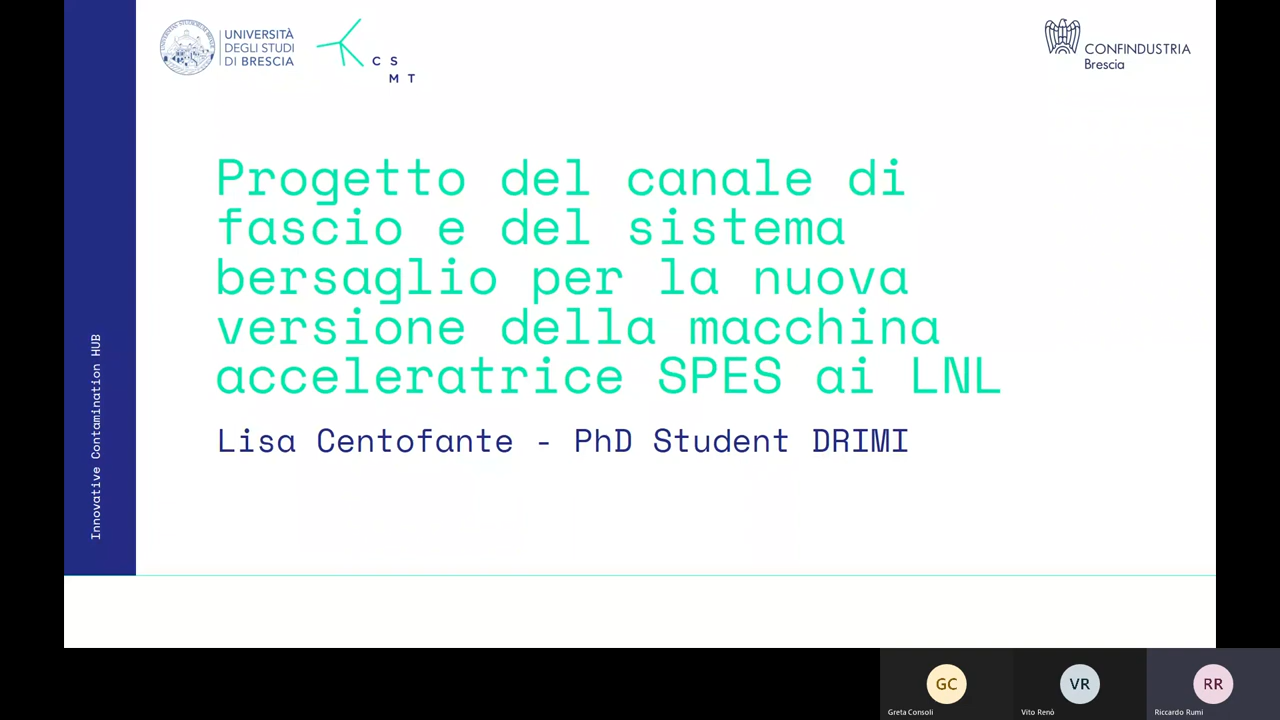 UNIVERSITÀ
DEGLI STUDI
DI BRESCIA
C S
M T
CONFINDUSTRIA
Brescia
Progetto del canale di
fascio e del sistema
bersaglio per la nuova
versione della macchina
acceleratrice SPES ai LNL
Lisa Centofante - PhD Student DRIMI
Innovative Contamination HUB
GC
VR
RR
Greta Consoli
Vito Renò
Riccardo Rumi